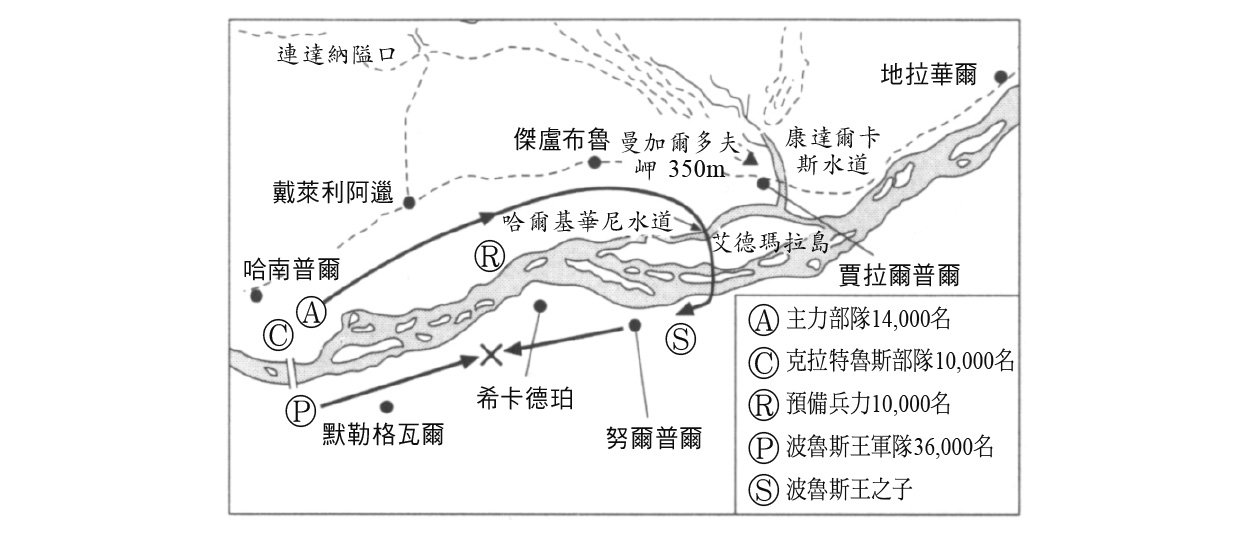 連達納隘口
地拉華爾
傑盧布魯
曼加爾多夫
岬 350m
康達爾卡
斯水道
戴萊利阿邋
哈爾基華尼水道
艾德瑪拉島
R
哈南普爾
賈拉爾普爾
A
C
S
P
希卡德珀
默勒格瓦爾
努爾普爾
A 主力部隊14,000名
C 克拉特魯斯部隊10,000名
R 預備兵力10,000名
P 波魯斯王軍隊36,000名
S 波魯斯王之子